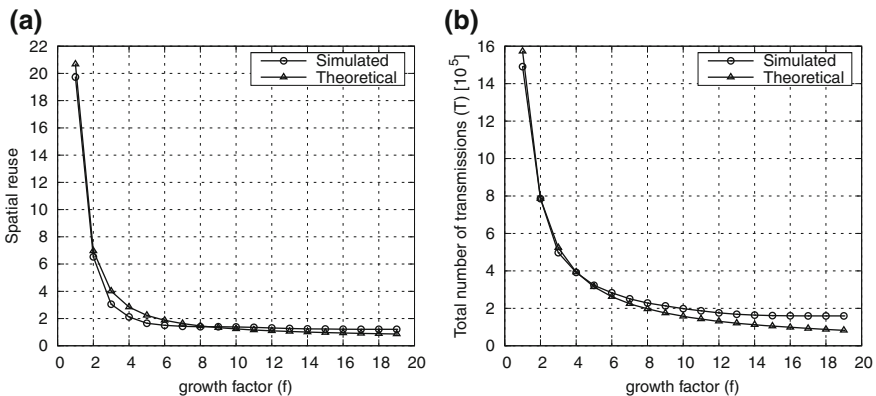 (a)
22
20
18
16
14
12
10
8
6
4
2
0
0 2 4 6 8 10 12 14 16 18 20
Spatial reuse
growth factor (f)
Simulated
Theoretical
(b)
16
14
12
10
8
6
4
2
0
0 2 4 6 8 10 12 14 16 18 20
Total number of transmissions (T) [10^5]
growth factor (f)
Simulated
Theoretical